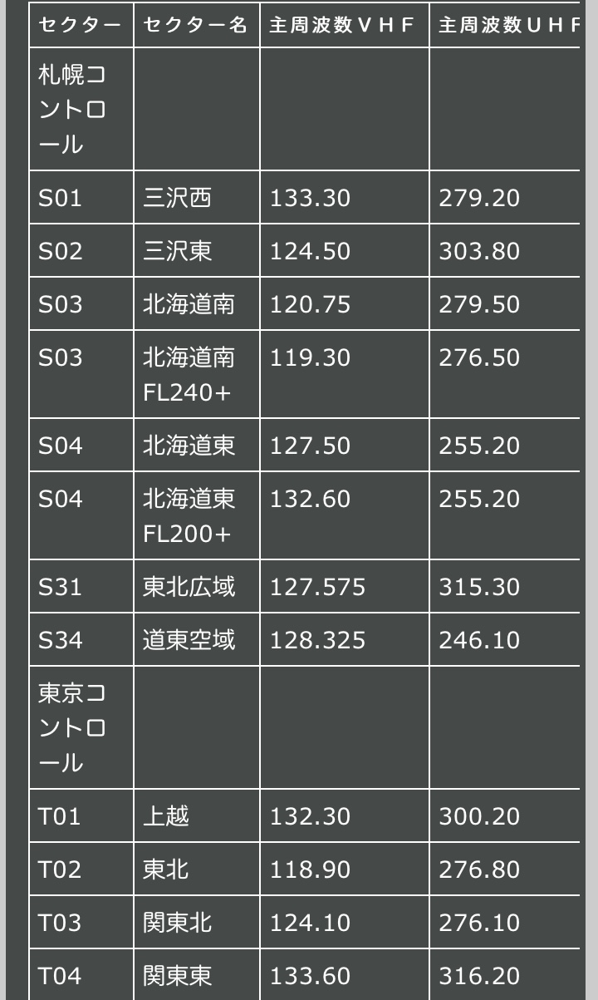 セクター セクター名 主周波数ＶＨＦ 主周波数ＵＨＦ
札幌コ
ントロ
ール
S01 三沢西 133.30 279.20
S02 三沢東 124.50 303.80
S03 北海道南 120.75 279.50
S03 北海道南 119.30 276.50
FL240+
S04 北海道東 127.50 255.20
S04 北海道東 132.60 255.20
FL200+
S31 東北広域 127.575 315.30
S34 道東空域 128.325 246.10
東京コ
ントロ
ール
T01 上越 132.30 300.20
T02 東北 118.90 276.80
T03 関東北 124.10 276.10
T04 関東東 133.60 316.20